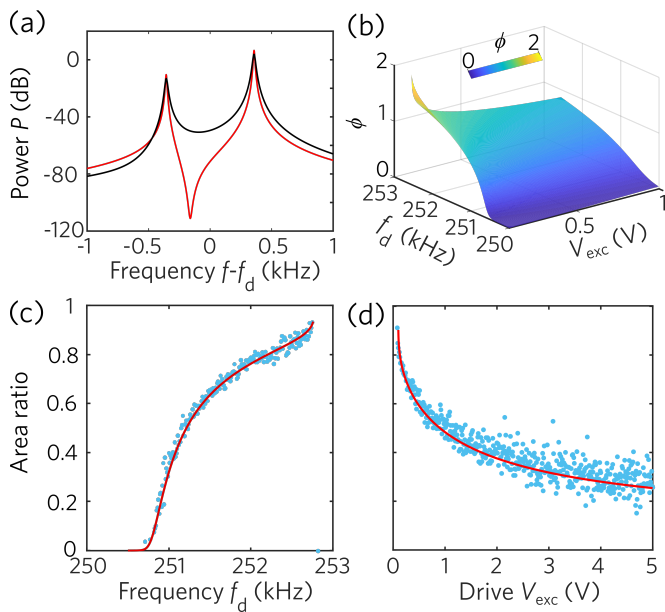 (a)
Power P (dB)
0
-40
-80
-120
-1
-0.5
0
0.5
1
Frequency f-f_d (kHz)
(b)
ϕ
0
2
2
1
0
ϕ
253
252
251
250
f_d (kHz)
0.5
1
V_exc (V)
(c)
Area ratio
1
0.8
0.6
0.4
0.2
0
250
251
252
253
Frequency f_d (kHz)
(d)
0
1
2
3
4
5
Drive V_exc (V)